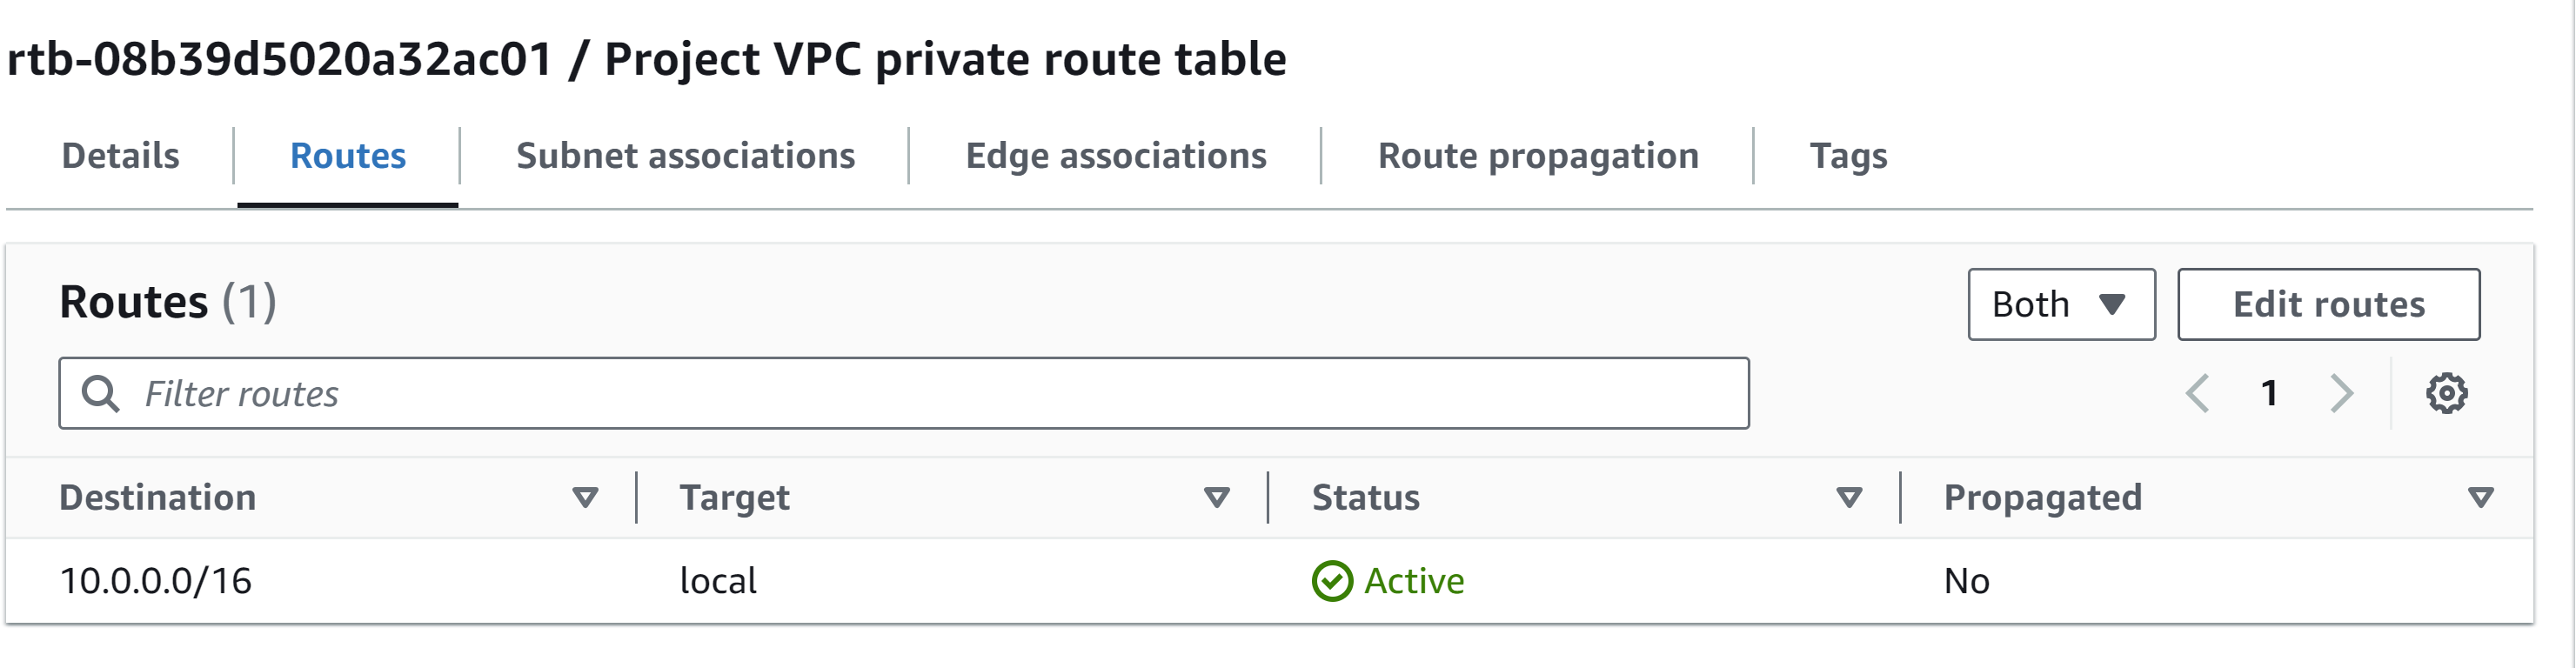 rtb-08b39d5020a32ac01 / Project VPC private route table
Details Routes Subnet associations Edge associations Route propagation Tags
Routes (1) Both Edit routes
Filter routes 1
Destination Target Status Propagated
10.0.0.0/16 local Active No